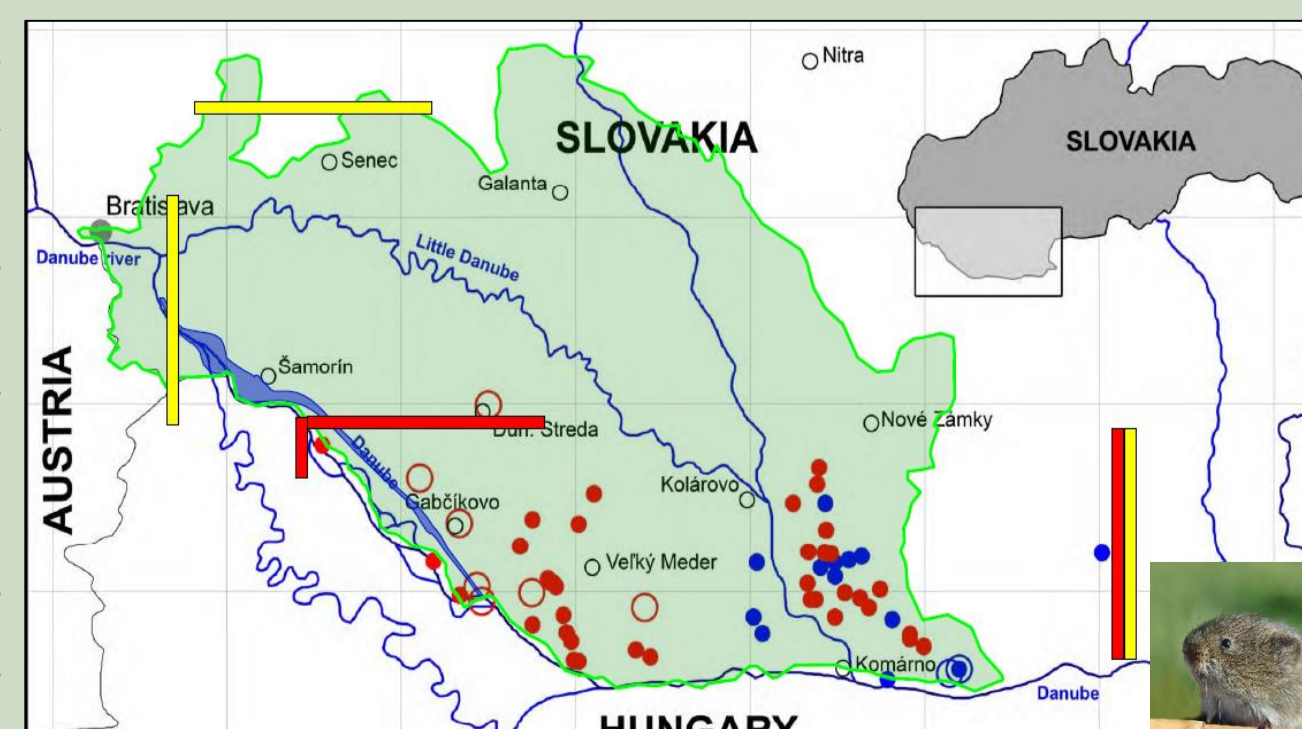 Nitra
SLOVAKIA
SLOVAKIA
Senec
Galanta
Bratislava
Danube river
Little Danube
AUSTRIA
Šamorín
Dun. Streda
Nové Zámky
Danube
Gabčíkovo
Kolárovo
Veľký Meder
Komárno
Danube
HUNGARY